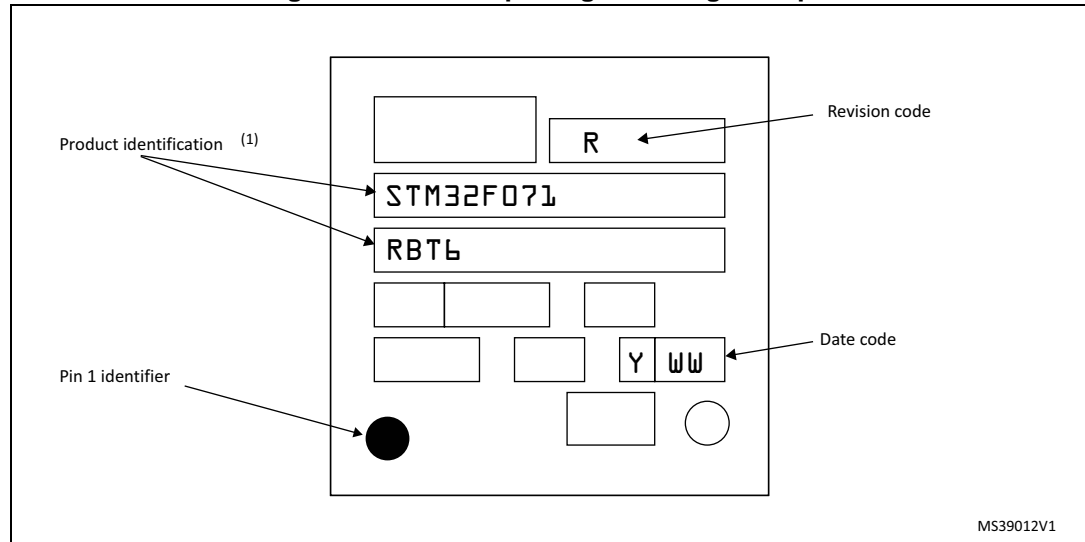 Revision code
R
Product identification (1)
STM32F071
RBT6
Y WW
Date code
Pin 1 identifier
MS39012V1